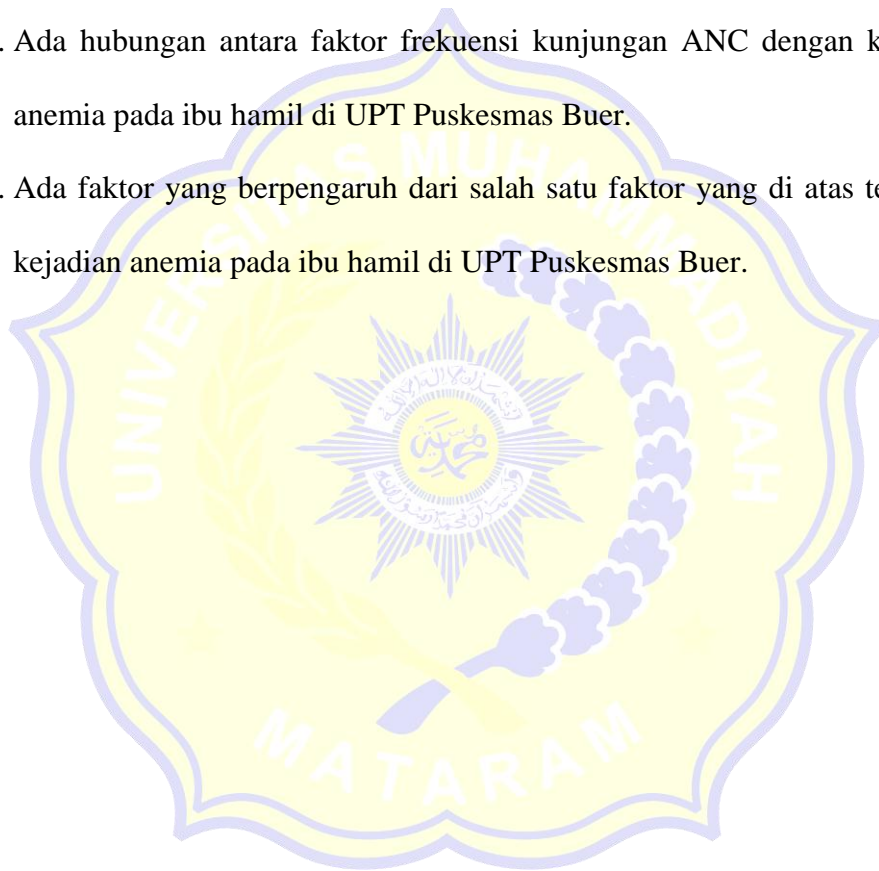 . Ada hubungan antara faktor frekuensi kunjungan ANC dengan k
anemia pada ibu hamil di UPT Puskesmas Buer.
. Ada faktor yang berpengaruh dari salah satu faktor yang di atas te
kejadian anemia pada ibu hamil di UPT Puskesmas Buer.
UNIVERSITAS MUHAMMADIYAH
MATARAM